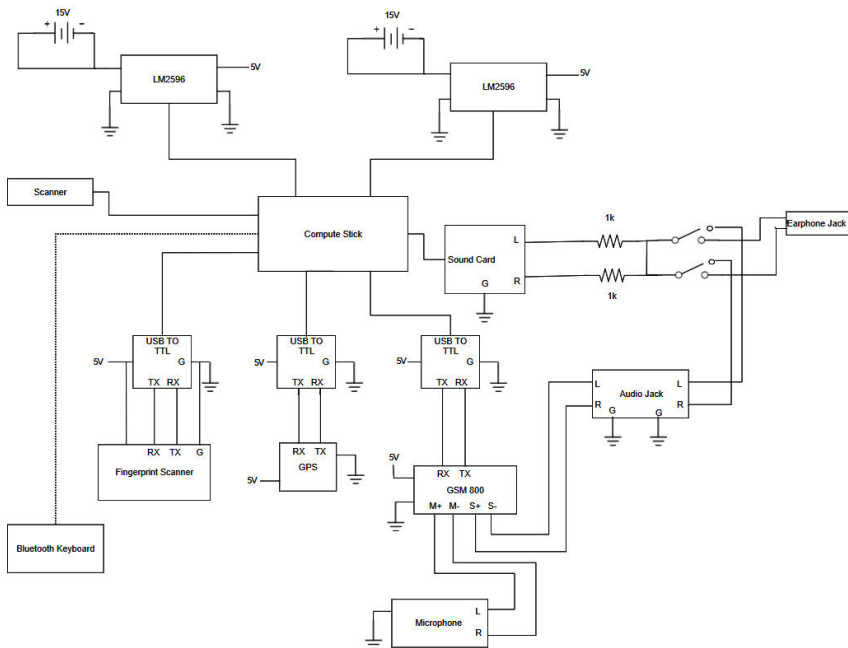 15V
+ −
LM2596
5V
15V
+ −
LM2596
5V
Scanner
Compute Stick
Sound Card
L
R
G
1k
1k
Earphone Jack
USB TO
TTL
5V
G
TX RX
USB TO
TTL
5V
G
TX RX
USB TO
TTL
5V
G
TX RX
L
R
Audio Jack
L
R
G
G
RX TX G
Fingerprint Scanner
RX TX
GPS
5V
5V
RX TX
GSM 800
M+ M- S+ S-
Bluetooth Keyboard
Microphone
L
R